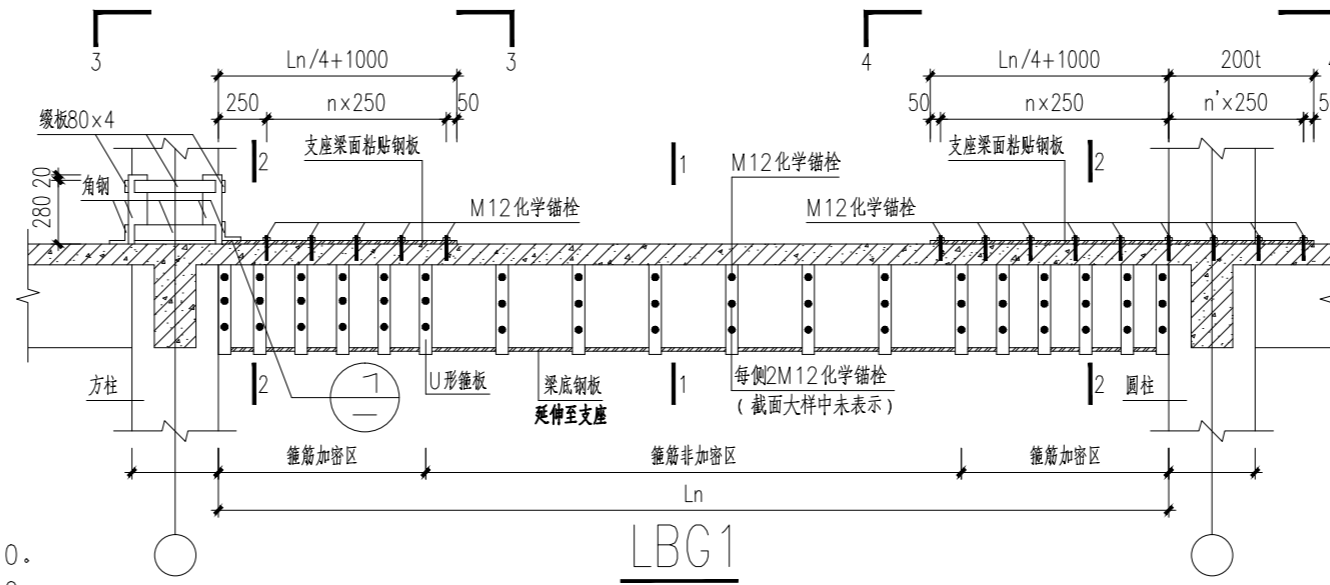 3 3 4
Ln/4+1000 Ln/4+1000 200t
250 n×250 50 50 n×250 n'×250 5
缀板80×4
2 支座梁面粘贴钢板 1 M12化学锚栓 支座梁面粘贴钢板 2
角钢
280 20
M12化学锚栓 M12化学锚栓
方柱 2 1 U形箍板 梁底钢板 1 每侧2M12化学锚栓 2 圆柱
延伸至支座 (截面大样中未表示)
箍筋加密区 箍筋非加密区 箍筋加密区
Ln
LBG1
0。